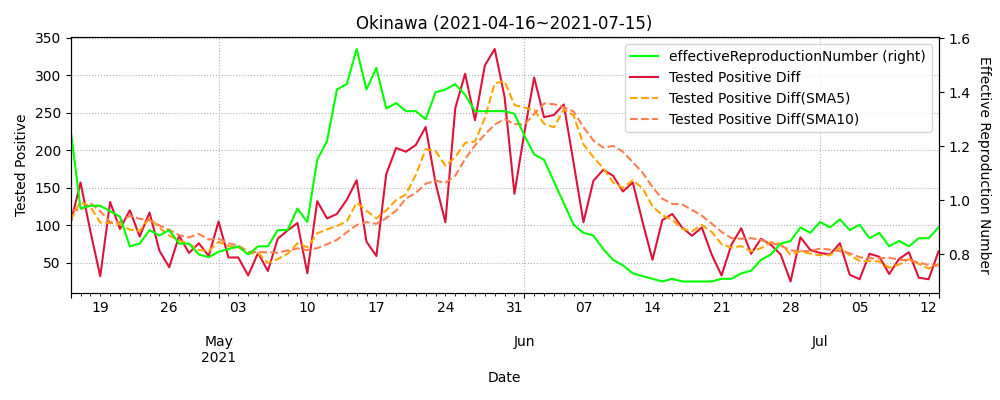 Okinawa (2021-04-16~2021-07-15)
effectiveReproductionNumber (right)
Tested Positive Diff
Tested Positive Diff(SMA5)
Tested Positive Diff(SMA10)
Tested Positive
350
300
250
200
150
100
50
1.6
1.4
1.2
1.0
0.8
Effective Reproduction Number
19 26 03 10 17 24 31 07 14 21 28 05 12
May Jun Jul
2021
Date